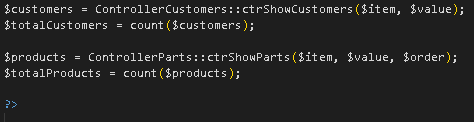 $customers = ControllerCustomers::ctrShowCustomers($item, $value);
$totalCustomers = count($customers);
$products = ControllerParts::ctrShowParts($item, $value, $order);
$totalProducts = count($products);
?>